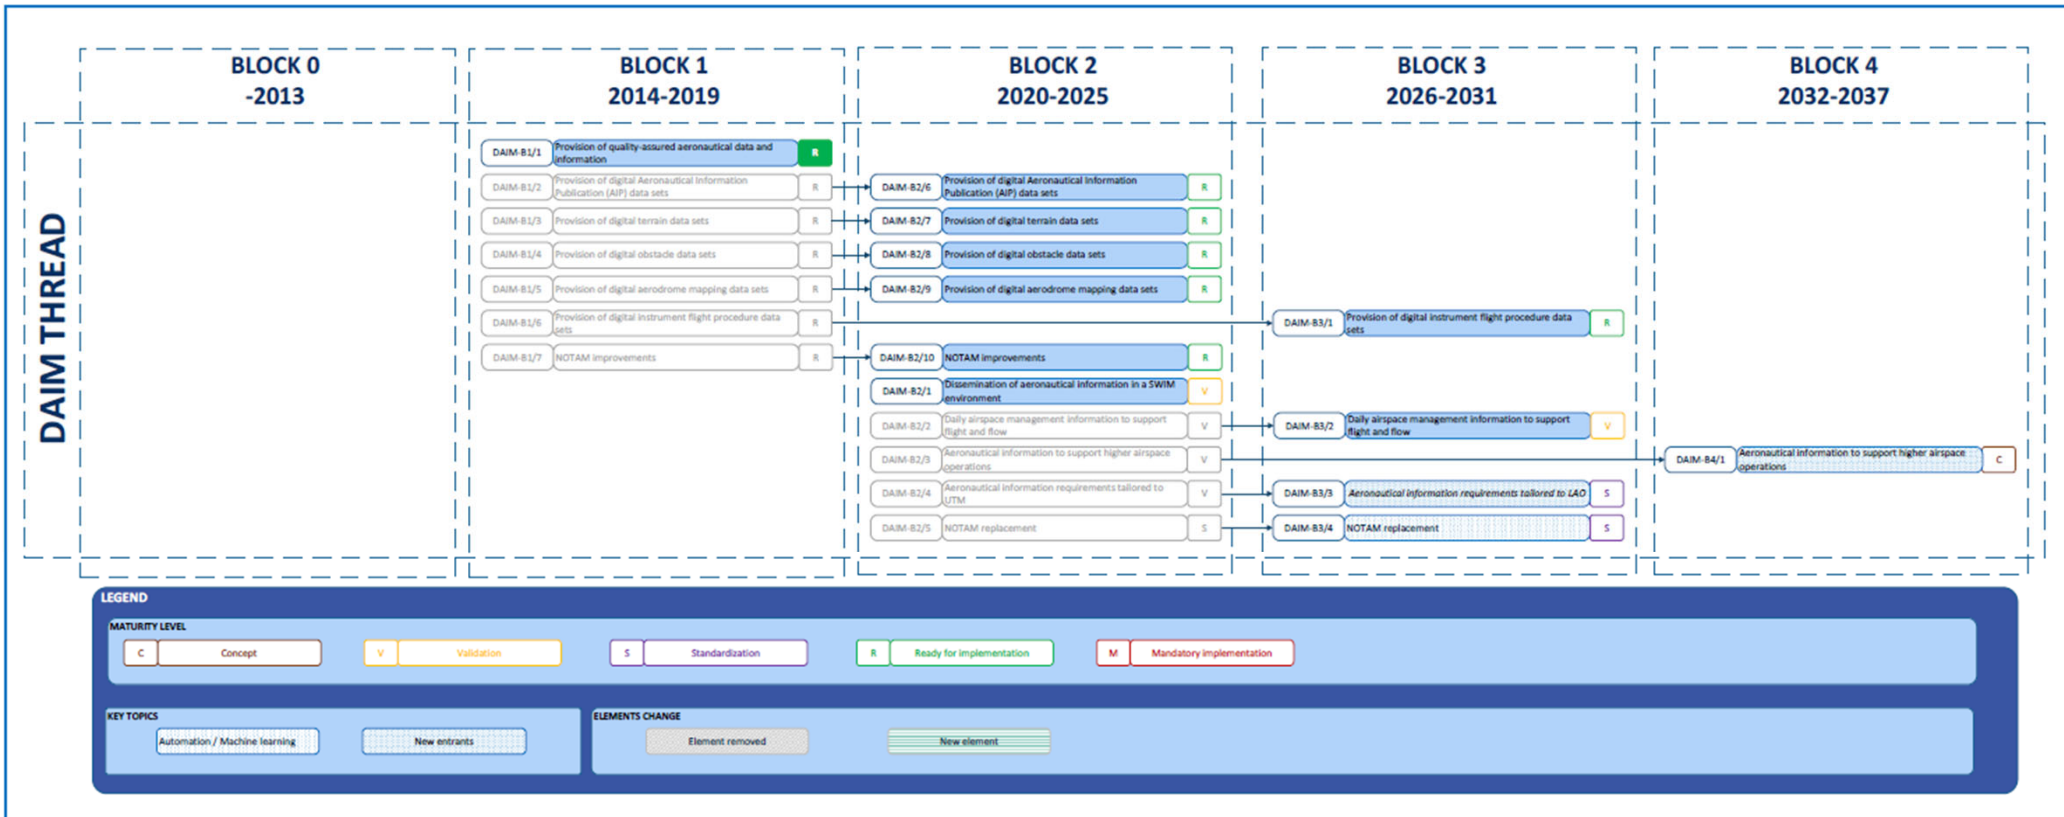 BLOCK 0
-2013
BLOCK 1
2014-2019
BLOCK 2
2020-2025
BLOCK 3
2026-2031
BLOCK 4
2032-2037
DAIM THREAD
DAIM-B1/1
Provision of quality-assured aeronautical data and
information
R
DAIM-B1/2
Provision of digital Aeronautical Information
Publication (AIP) data sets
R
DAIM-B2/6
Provision of digital Aeronautical Information
Publication (AIP) data sets
R
DAIM-B1/3
Provision of digital terrain data sets
R
DAIM-B2/7
Provision of digital terrain data sets
R
DAIM-B1/4
Provision of digital obstacle data sets
R
DAIM-B2/8
Provision of digital obstacle data sets
R
DAIM-B1/5
Provision of digital aerodrome mapping data sets
R
DAIM-B2/9
Provision of digital aerodrome mapping data sets
R
DAIM-B1/6
Provision of digital instrument flight procedure data
sets
R
DAIM-B3/1
Provision of digital instrument flight procedure data
sets
R
DAIM-B1/7
NOTAM improvements
R
DAIM-B2/10
NOTAM improvements
R
DAIM-B2/1
Dissemination of aeronautical information in a SWIM
environment
V
DAIM-B2/2
Daily airspace management information to support
flight and flow
V
DAIM-B3/2
Daily airspace management information to support
flight and flow
V
DAIM-B2/3
Aeronautical information to support higher airspace
operations
V
DAIM-B4/1
Aeronautical information to support higher airspace
operations
C
DAIM-B2/4
Aeronautical information requirements tailored to
UTM
V
DAIM-B3/3
Aeronautical information requirements tailored to LAO
S
DAIM-B2/5
NOTAM replacement
S
DAIM-B3/4
NOTAM replacement
S
LEGEND
MATURITY LEVEL
C
Concept
V
Validation
S
Standardization
R
Ready for implementation
M
Mandatory implementation
KEY TOPICS
Automation / Machine learning
New entrants
ELEMENTS CHANGE
Element removed
New element